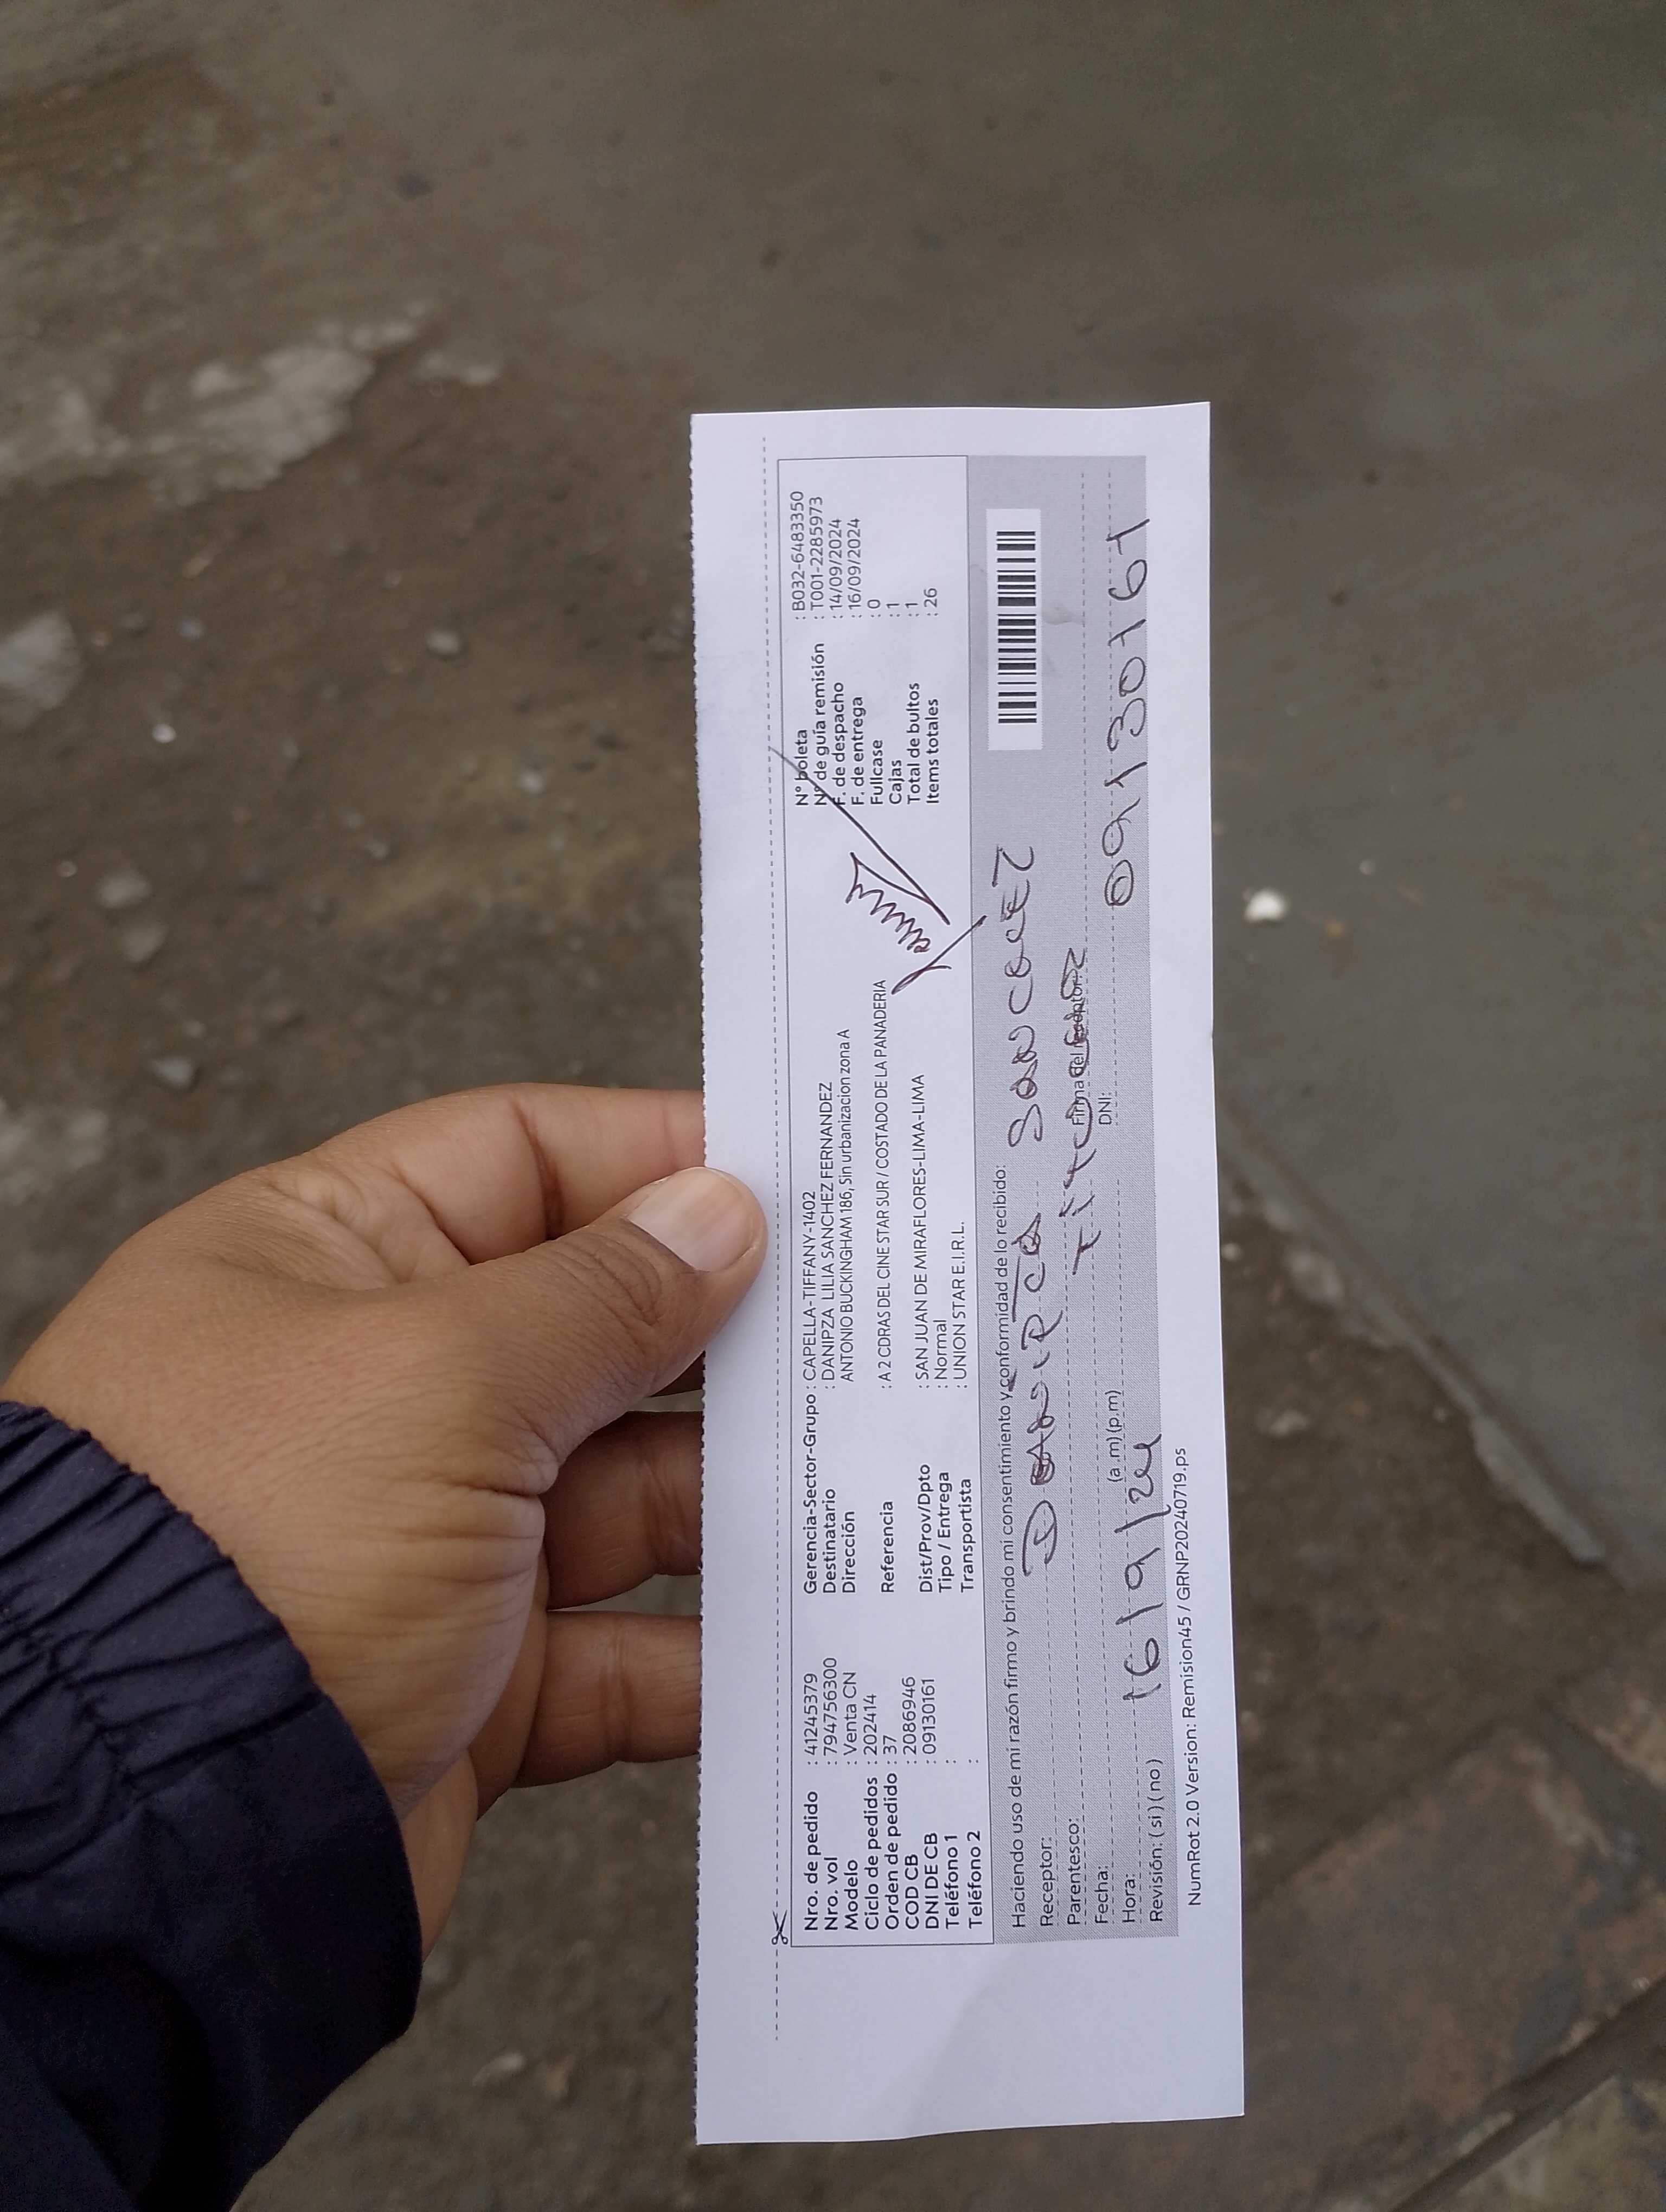 Nro. de pedido : 41245379
Nro. vol : 794756300
Modelo : Venta CN
Ciclo de pedidos : 202414
Orden de pedido : 37
COD CB : 2086946
DNI DE CB : 09130161
Teléfono 1 :
Teléfono 2 :
Gerencia-Sector-Grupo : CAPELLA-TIFFANY-1402
Destinatario : DANIPZA LILIA SANCHEZ FERNANDEZ
Dirección ANTONIO BUCKINGHAM 186, Sin urbanizacion zona A
Referencia : A 2 CDRAS DEL CINE STAR SUR / COSTADO DE LA PANADERIA
Dist/Prov/Dpto : SAN JUAN DE MIRAFLORES-LIMA-LIMA
Tipo / Entrega : Normal
Transportista : UNION STAR E.I.R.L.
N° boleta : B032-6483350
N° de guía remisión : T001-2285973
F. de despacho : 14/09/2024
F. de entrega : 16/09/2024
Fullcase : 0
Cajas : 1
Total de bultos : 1
Items totales : 26
Haciendo uso de mi razón firmo y brindo mi consentimiento y conformidad de lo recibido:
Receptor: Danipza Sanchez
Parentesco: Titular
Firma del Receptor
Fecha: 16/9/24
DNI: 09130161
Hora: (a.m) (p.m)
Revisión: ( si ) ( no )
NumRot 2.0 Version: Remision45 / GRNP20240719.ps